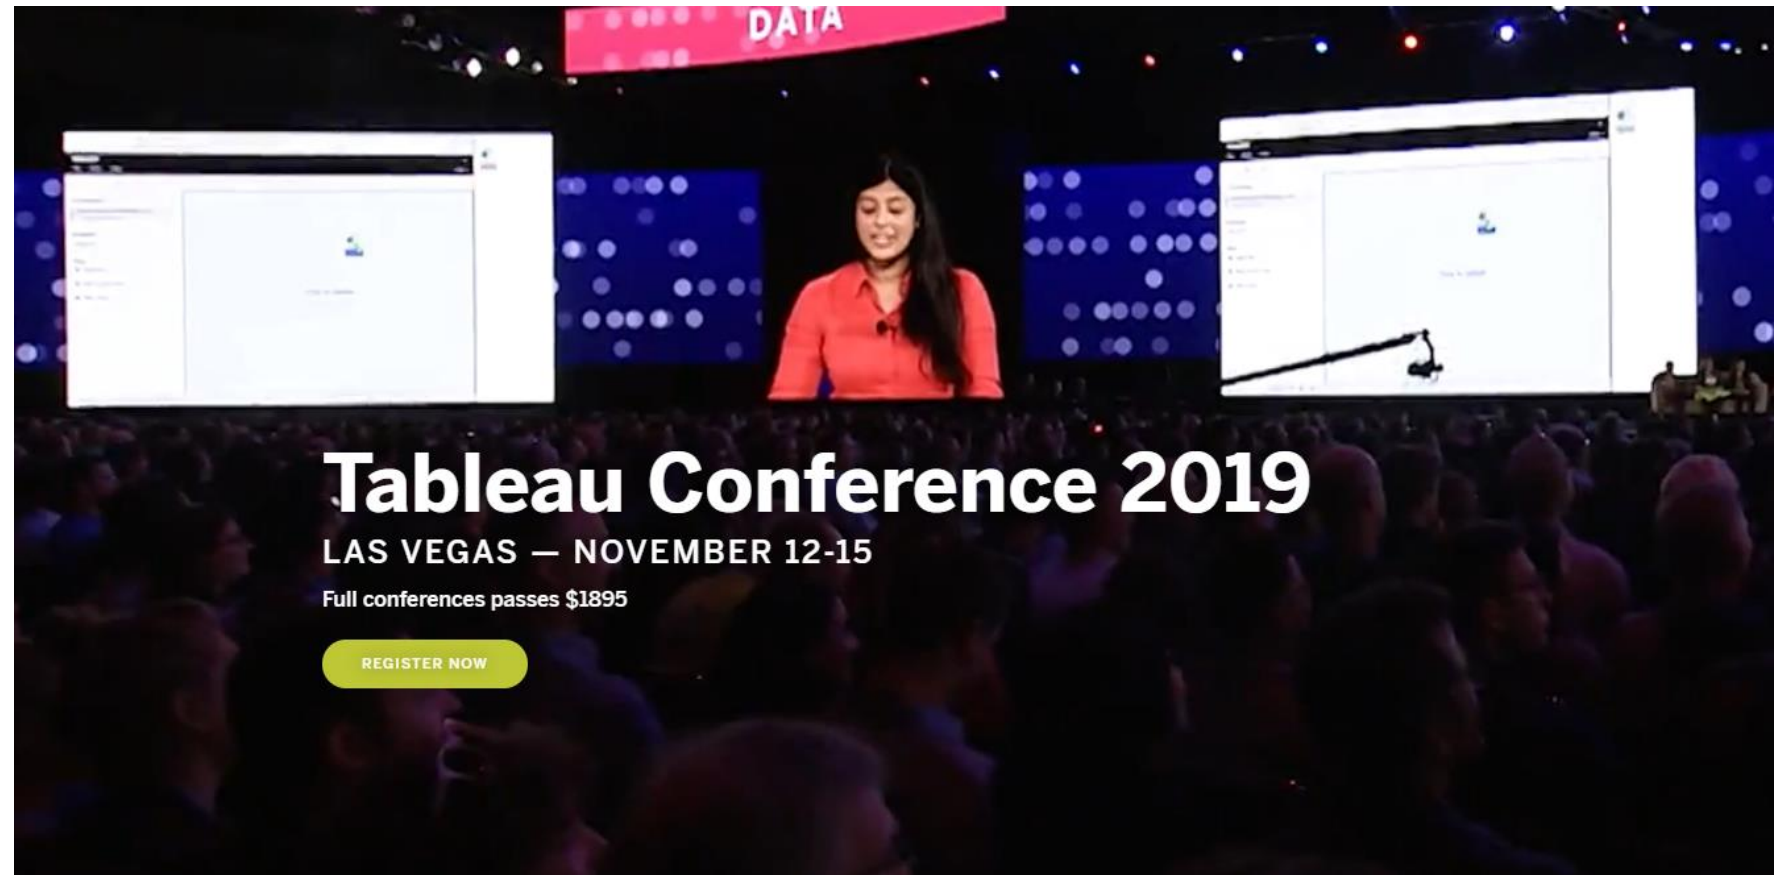 DATA
Tableau Conference 2019
LAS VEGAS — NOVEMBER 12-15
Full conferences passes $1895
REGISTER NOW